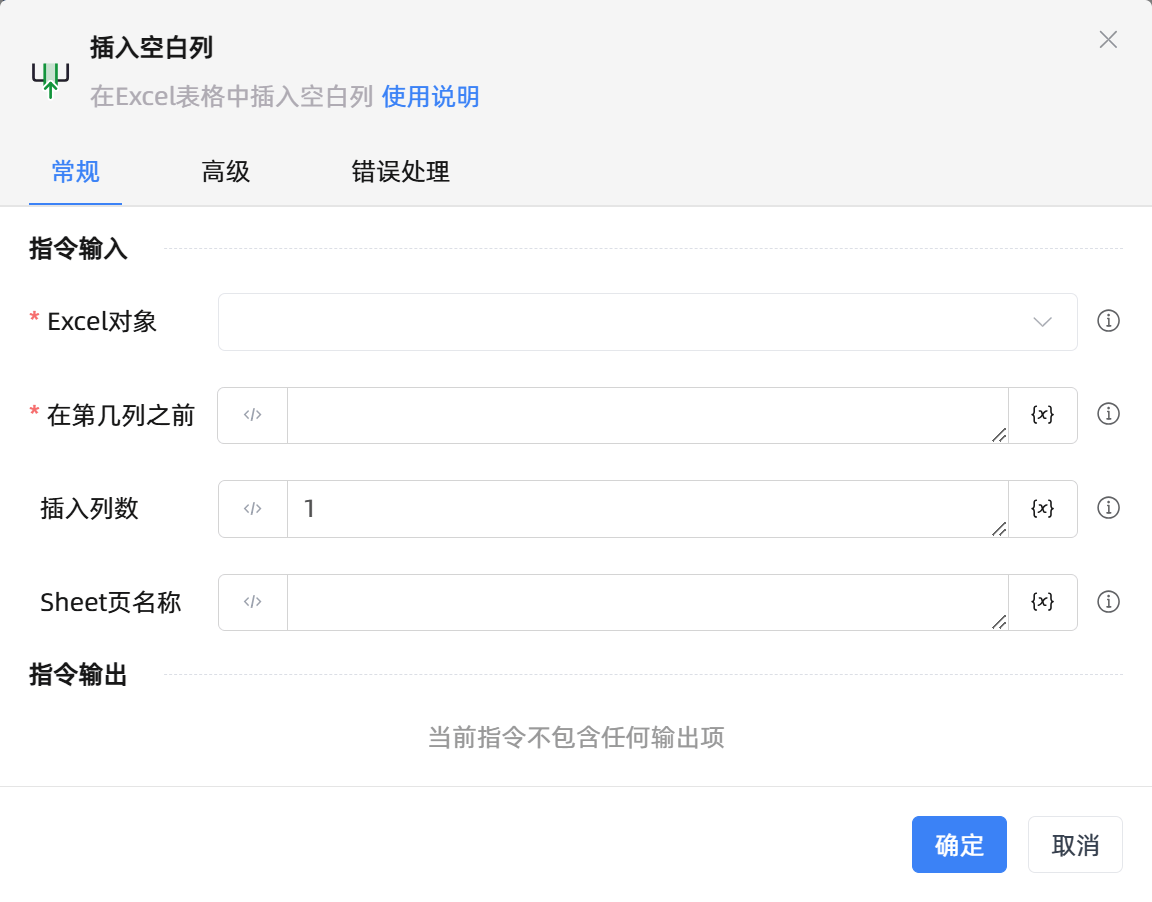 插入空白列
在Excel表格中插入空白列 使用说明
常规 高级 错误处理
指令输入
* Excel对象
* 在第几列之前 </> {x}
插入列数 </> 1 {x}
Sheet页名称 </> {x}
指令输出
当前指令不包含任何输出项
确定 取消